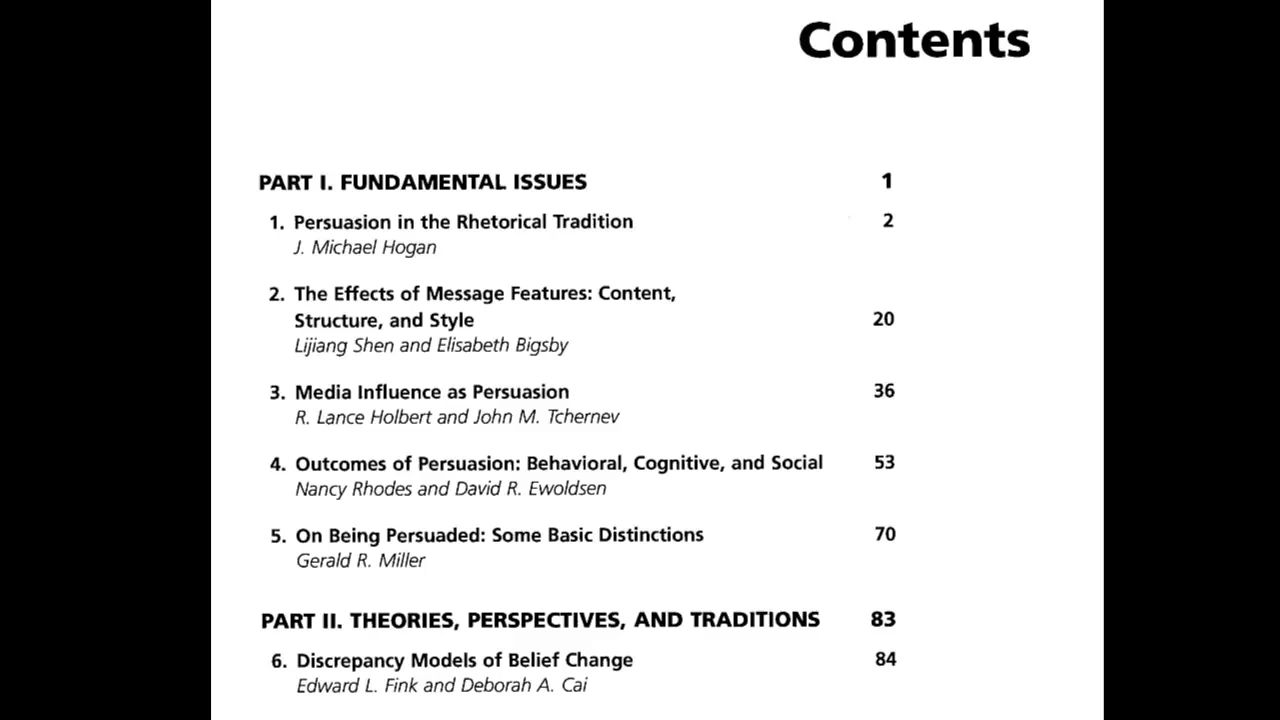 Contents
PART I. FUNDAMENTAL ISSUES 1
1. Persuasion in the Rhetorical Tradition 2
J. Michael Hogan
2. The Effects of Message Features: Content,
Structure, and Style 20
Lijiang Shen and Elisabeth Bigsby
3. Media Influence as Persuasion 36
R. Lance Holbert and John M. Tchernev
4. Outcomes of Persuasion: Behavioral, Cognitive, and Social 53
Nancy Rhodes and David R. Ewoldsen
5. On Being Persuaded: Some Basic Distinctions 70
Gerald R. Miller
PART II. THEORIES, PERSPECTIVES, AND TRADITIONS 83
6. Discrepancy Models of Belief Change 84
Edward L. Fink and Deborah A. Cai